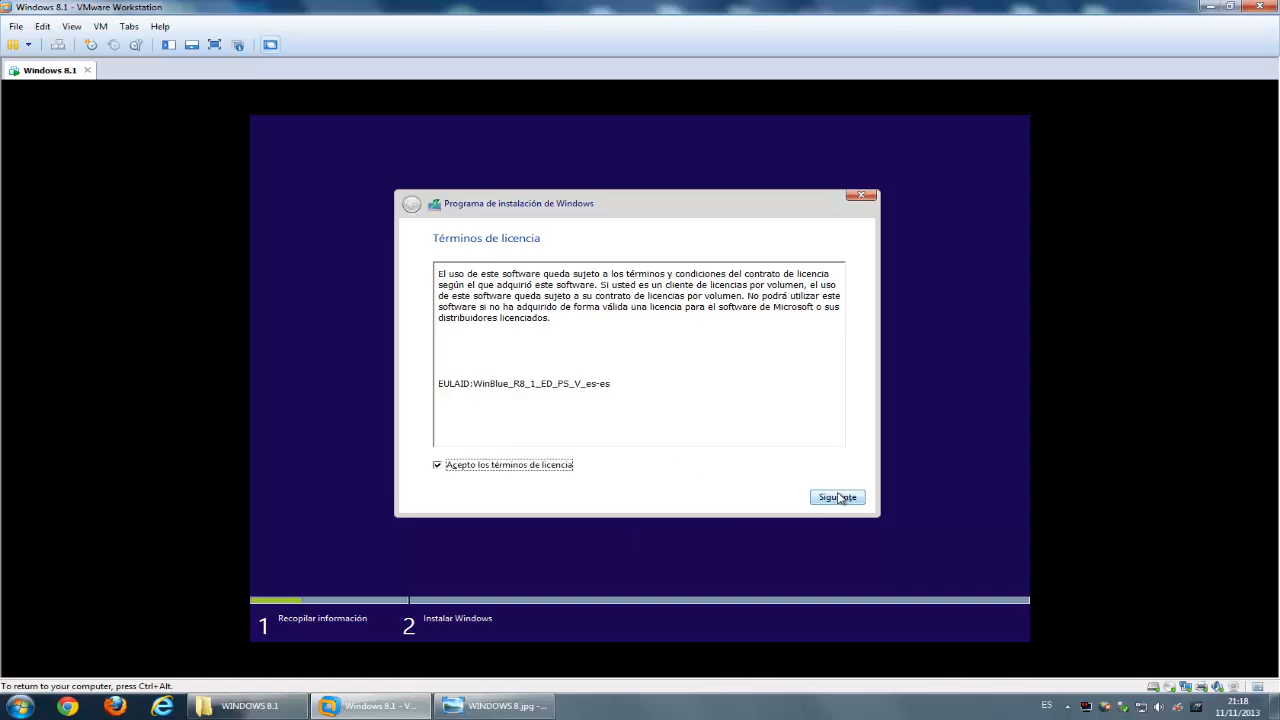 Windows 8.1 - VMware Workstation
File Edit View VM Tabs Help
Windows 8.1
Programa de instalación de Windows
Términos de licencia
El uso de este software queda sujeto a los términos y condiciones del contrato de licencia
según el que adquirió este software. Si usted es un cliente de licencias por volumen, el uso
de este software queda sujeto a su contrato de licencias por volumen. No podrá utilizar este
software si no ha adquirido de forma válida una licencia para el software de Microsoft o sus
distribuidores licenciados.
EULAID:WinBlue_R8_1_ED_PS_V_es-es
Acepto los términos de licencia
Siguiente
1 Recopilar información 2 Instalar Windows
To return to your computer, press Ctrl+Alt.
WINDOWS 8.1 Windows 8.1 - V... WINDOWS 8.jpg -... ES 21:18
11/11/2013